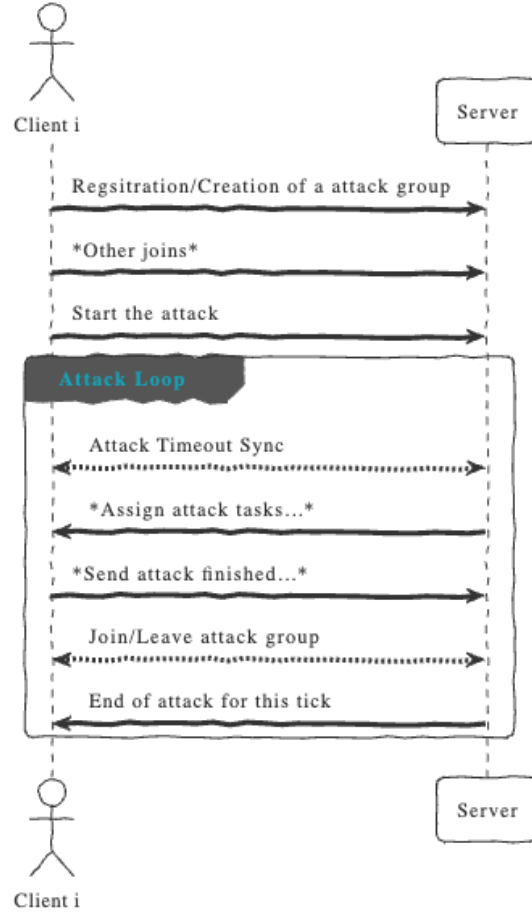 Client i
Server
Regsitration/Creation of a attack group
*Other joins*
Start the attack
Attack Loop
Attack Timeout Sync
*Assign attack tasks...*
*Send attack finished...*
Join/Leave attack group
End of attack for this tick
Server
Client i